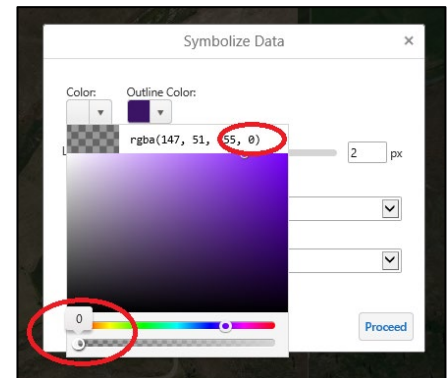 Symbolize Data ×
Color: Outline Color:
rgba(147, 51, 55, 0)
2 px
0
Proceed